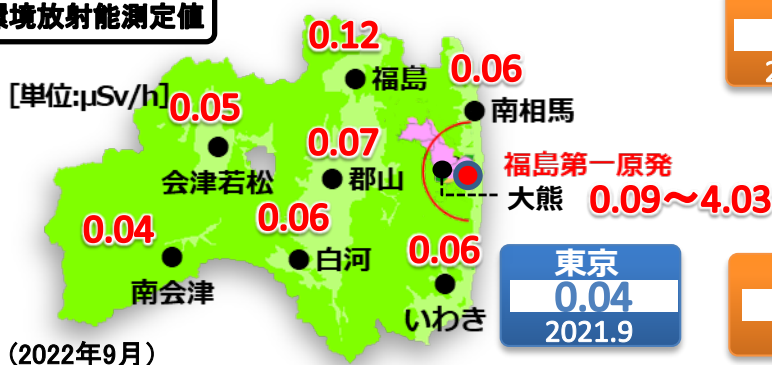 環境放射能測定値
[単位:μSv/h]
0.12
福島
0.06
南相馬
0.05
会津若松
0.07
郡山
福島第一原発
大熊
0.09～4.03
0.04
南会津
0.06
白河
0.06
いわき
東京
0.04
2021.9
2
（2022年9月）